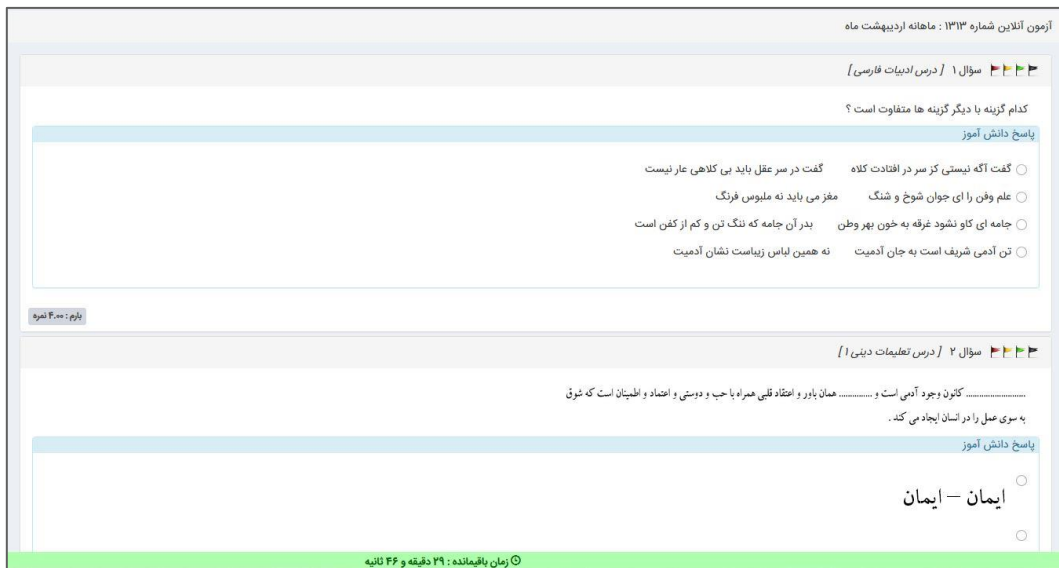 آزمون آنلاین شماره ۱۳۱۳ : ماهانه اردیبهشت ماه
سؤال ۱ [ درس ادبیات فارسی ]
کدام گزینه با دیگر گزینه ها متفاوت است ؟
پاسخ دانش آموز
گفت آگه نیستی کز سر در افتادت کلاه گفت در سر عقل باید بی کلاهی عار نیست
علم وفن را ای جوان شوخ و شنگ مغز می باید نه ملبوس فرنگ
جامه ای کاو نشود غرقه به خون بهر وطن بدر آن جامه که ننگ تن و کم از کفن است
تن آدمی شریف است به جان آدمیت نه همین لباس زیباست نشان آدمیت
بارم : ۴.۰۰ نمره
سؤال ۲ [ درس تعلیمات دینی ۱ ]
........................ کانون وجود آدمی است و ............... همان باور و اعتقاد قلبی همراه با حب و دوستی و اعتماد و اطمینان است که شوق
به سوی عمل را در انسان ایجاد می کند .
پاسخ دانش آموز
ایمان – ایمان
زمان باقیمانده : ۲۹ دقیقه و ۴۶ ثانیه